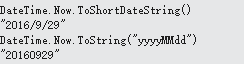 DateTime.Now.ToShortDateString()
"2016/9/29"
DateTime.Now.ToString("yyyyMMdd")
"20160929"